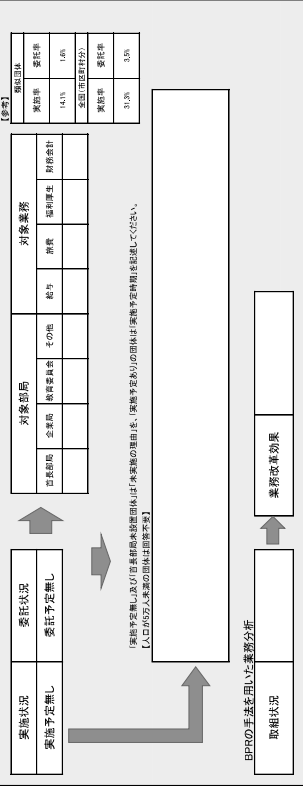 実施状況 委託状況
実施予定無し 委託予定無し
対象部局 対象業務
首長部局 企業局 教育委員会 その他 給与 旅費 福利厚生 財務会計
【参考】
類似団体
実施率 委託率
14.1% 1.6%
全国(市区町村分)
実施率 委託率
31.3% 3.5%
「実施予定無し」及び「首長部局未設置団体」は「未実施の理由」を、「実施予定あり」の団体は「実施予定時期」を記述してください。
【人口が5万人未満の団体は回答不要】
BPRの手法を用いた業務分析
取組状況 業務改革効果